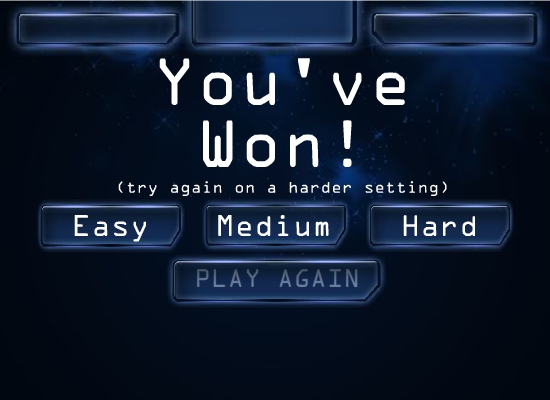 You've
Won!
(try again on a harder setting)
Easy Medium Hard
PLAY AGAIN